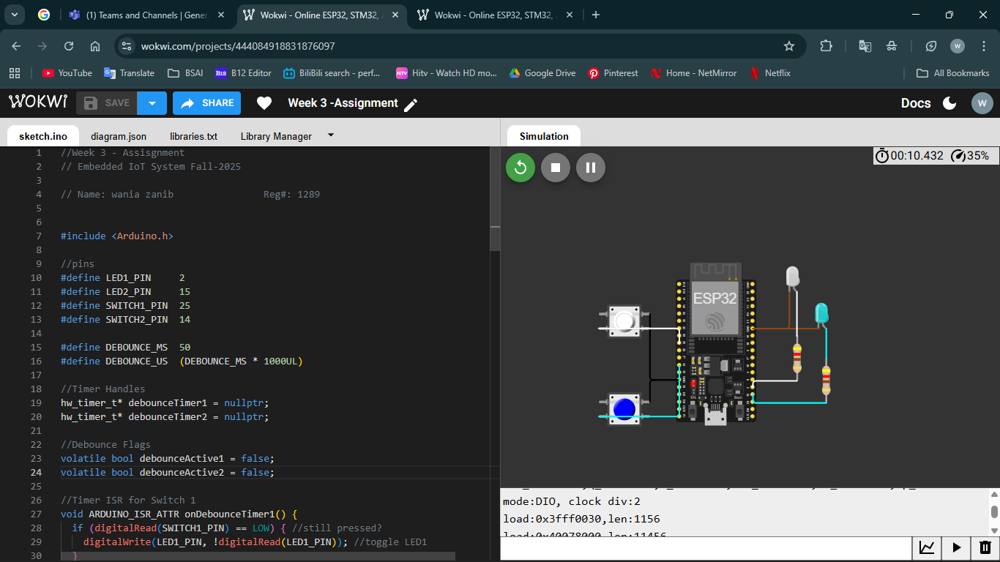 (1) Teams and Channels | Gener
Wokwi - Online ESP32, STM32,
Wokwi - Online ESP32, STM32,
wokwi.com/projects/444084918831876097
W
YouTube
Translate
BSAI
B12 Editor
BiliBili search - perf...
Hitv - Watch HD mo...
Google Drive
Pinterest
Home - NetMirror
Netflix
All Bookmarks
WOKWI
SAVE
SHARE
Week 3 -Assignment
Docs
W
sketch.ino
diagram.json
libraries.txt
Library Manager
Simulation
1 //Week 3 - Assisgnment
2 // Embedded IoT System Fall-2025
3
4 // Name: wania zanib Reg#: 1289
5
6
7 #include <Arduino.h>
8
9 //pins
10 #define LED1_PIN 2
11 #define LED2_PIN 15
12 #define SWITCH1_PIN 25
13 #define SWITCH2_PIN 14
14
15 #define DEBOUNCE_MS 50
16 #define DEBOUNCE_US (DEBOUNCE_MS * 1000UL)
17
18 //Timer Handles
19 hw_timer_t* debounceTimer1 = nullptr;
20 hw_timer_t* debounceTimer2 = nullptr;
21
22 //Debounce Flags
23 volatile bool debounceActive1 = false;
24 volatile bool debounceActive2 = false;
25
26 //Timer ISR for Switch 1
27 void ARDUINO_ISR_ATTR onDebounceTimer1() {
28 if (digitalRead(SWITCH1_PIN) == LOW) { //still pressed?
29 digitalWrite(LED1_PIN, !digitalRead(LED1_PIN)); //toggle LED1
30 }
00:10.432
35%
ESP32
mode:DIO, clock div:2
load:0x3fff0030,len:1156
load:0x40078000,len:11456